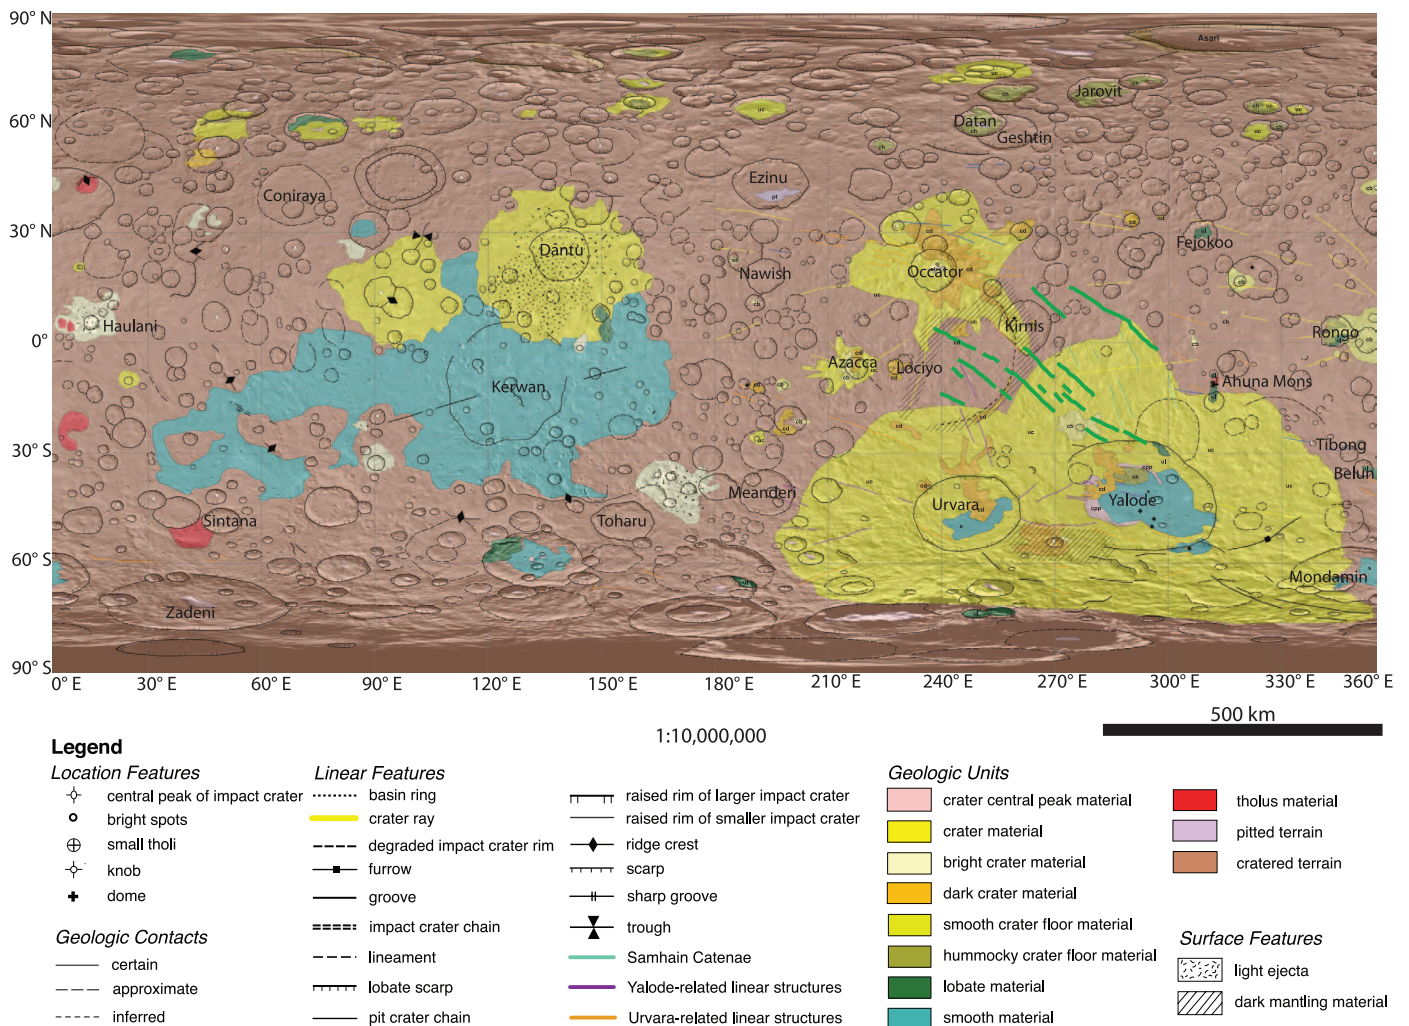 90° N
Asari
Jarovit
60° N
Datan
Geshtin
Ezinu
pt
Coniraya
30° N
Dantu
Fejokoo
Nawish
Occator
Haulani
Kirnis
Rongo
0°
Azacca
Lociyo
Kerwan
Ahuna Mons
30° S
Tibong
Beluh
Meanderi
Urvara
Yalode
Sintana
Toharu
60° S
Mondamin
Zadeni
90° S
0° E 30° E 60° E 90° E 120° E 150° E 180° E 210° E 240° E 270° E 300° E 330° E 360° E
500 km
1:10,000,000
Legend
Location Features
central peak of impact crater
bright spots
small tholi
knob
dome
Geologic Contacts
certain
approximate
inferred
Linear Features
basin ring
crater ray
degraded impact crater rim
furrow
groove
impact crater chain
lineament
lobate scarp
pit crater chain
raised rim of larger impact crater
raised rim of smaller impact crater
ridge crest
scarp
sharp groove
trough
Samhain Catenae
Yalode-related linear structures
Urvara-related linear structures
Geologic Units
crater central peak material
crater material
bright crater material
dark crater material
smooth crater floor material
hummocky crater floor material
lobate material
smooth material
tholus material
pitted terrain
cratered terrain
Surface Features
light ejecta
dark mantling material